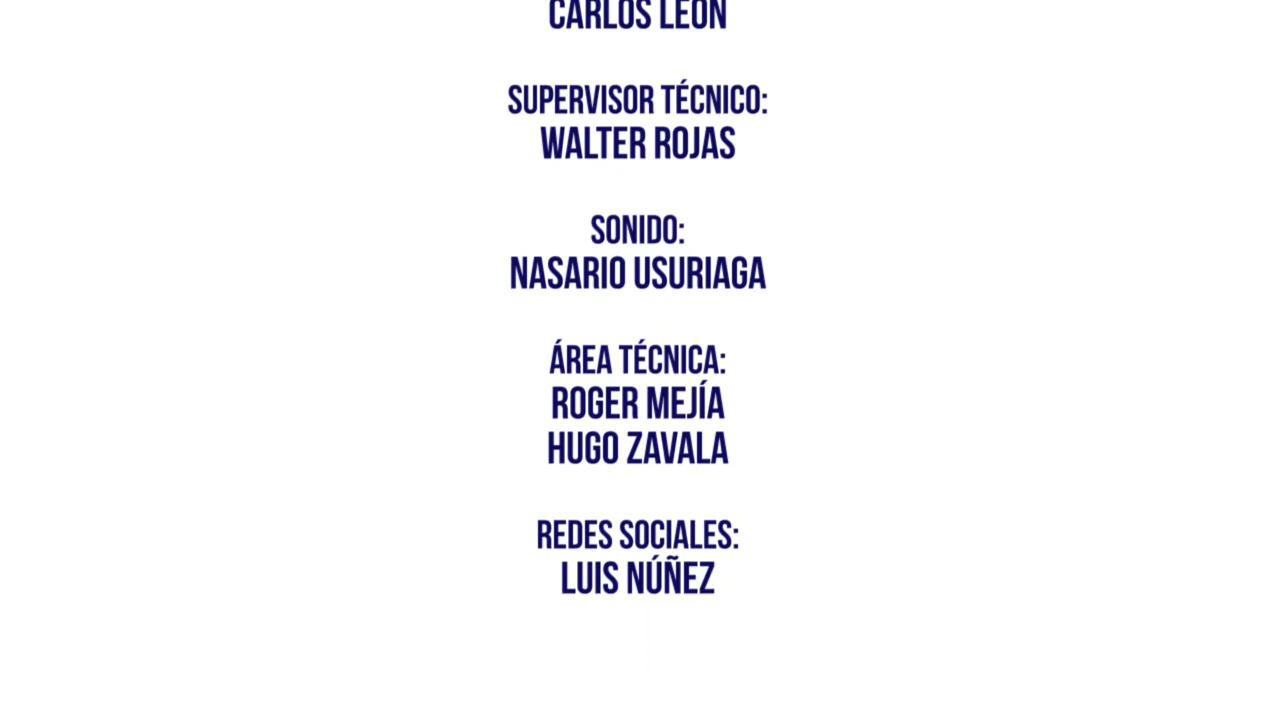 CARLOS LEÓN
SUPERVISOR TÉCNICO:
WALTER ROJAS
SONIDO:
NASARIO USURIAGA
ÁREA TÉCNICA:
ROGER MEJÍA
HUGO ZAVALA
REDES SOCIALES:
LUIS NÚÑEZ